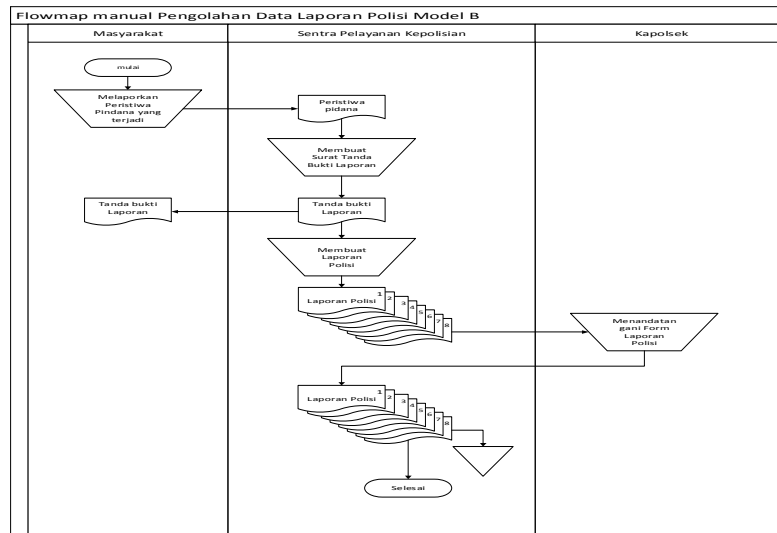 Flowmap manual Pengolahan Data Laporan Polisi Model B
Masyarakat
Sentra Pelayanan Kepolisian
Kapolsek
mulai
Melaporkan
Peristiwa
Pindana yang
terjadi
Peristiwa
pidana
Membuat
Surat Tanda
Bukti Laporan
Tanda bukti
Laporan
Tanda bukti
Laporan
Membuat
Laporan
Polisi
Laporan Polisi
1
2
3
4
5
6
7
8
Menandatan
gani Form
Laporan
Polisi
Laporan Polisi
1
2
3
4
5
6
7
8
Selesai